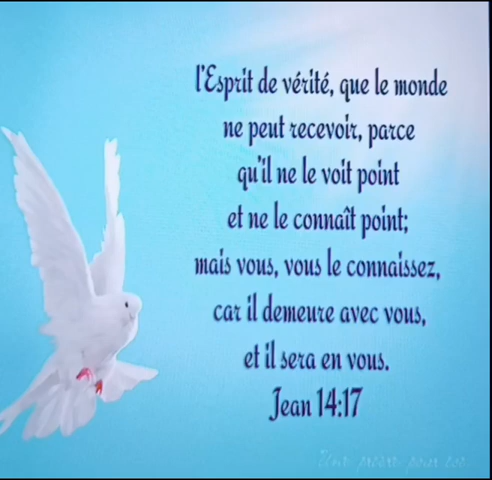 l'Esprit de vérité, que le monde
ne peut recevoir, parce
qu'il ne le voit point
et ne le connaît point;
mais vous, vous le connaissez,
car il demeure avec vous,
et il sera en vous.
Jean 14:17